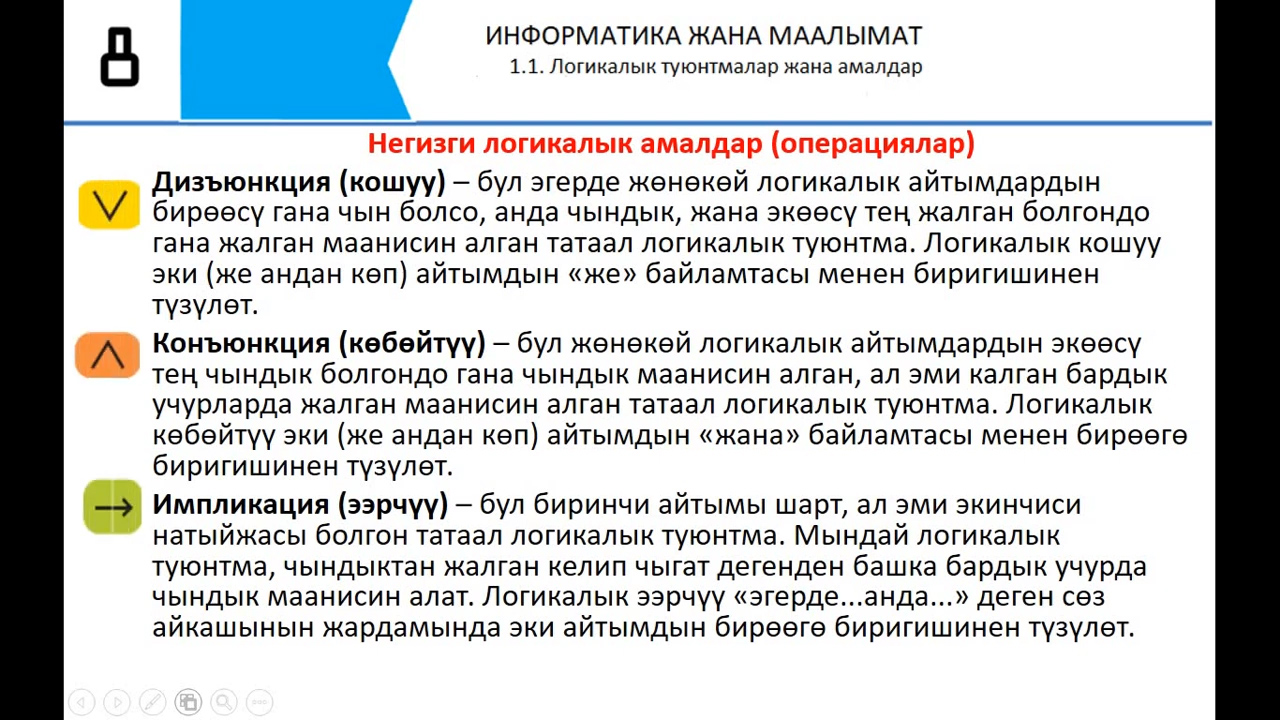 8
ИНФОРМАТИКА ЖАНА МААЛЫМАТ
1.1. Логикалык туюнтмалар жана амалдар
Негизги логикалык амалдар (операциялар)
Дизъюнкция (кошуу) – бул эгерде жөнөкөй логикалык айтымдардын
бирөөсү гана чын болсо, анда чындык, жана экөөсү тең жалган болгондо
гана жалган маанисин алган татаал логикалык туюнтма. Логикалык кошуу
эки (же андан көп) айтымдын «же» байламтасы менен биригишинен
түзүлөт.
Конъюнкция (көбөйтүү) – бул жөнөкөй логикалык айтымдардын экөөсү
тең чындык болгондо гана чындык маанисин алган, ал эми калган бардык
учурларда жалган маанисин алган татаал логикалык туюнтма. Логикалык
көбөйтүү эки (же андан көп) айтымдын «жана» байламтасы менен бирөөгө
биригишинен түзүлөт.
Импликация (ээрчүү) – бул биринчи айтымы шарт, ал эми экинчиси
натыйжасы болгон татаал логикалык туюнтма. Мындай логикалык
туюнтма, чындыктан жалган келип чыгат дегенден башка бардык учурда
чындык маанисин алат. Логикалык ээрчүү «эгерде...анда...» деген сөз
айкашынын жардамында эки айтымдын бирөөгө биригишинен түзүлөт.